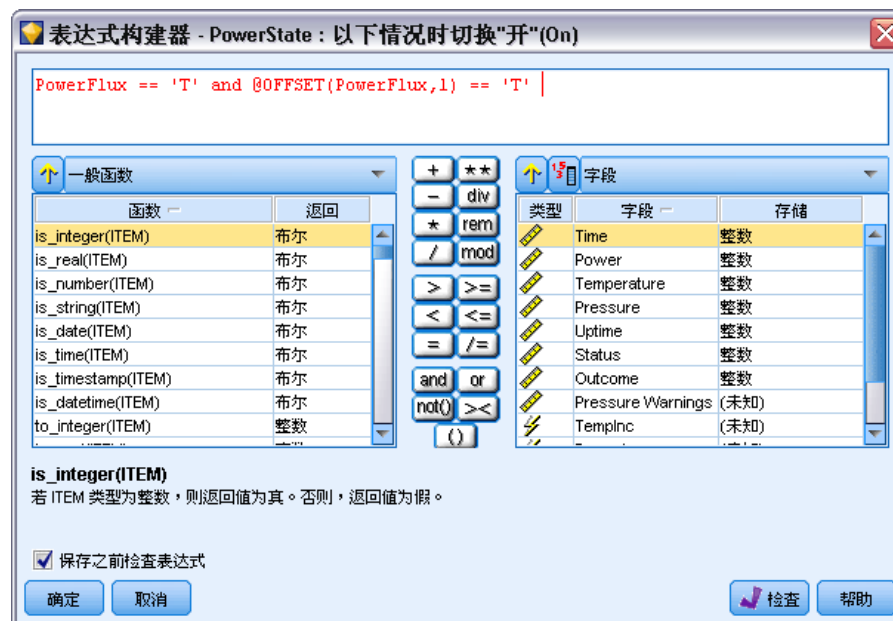 表达式构建器 - PowerState : 以下情况时切换"开"(On)
PowerFlux == 'T' and @OFFSET(PowerFlux,1) == 'T'
一般函数
函数 返回
is_integer(ITEM) 布尔
is_real(ITEM) 布尔
is_number(ITEM) 布尔
is_string(ITEM) 布尔
is_date(ITEM) 布尔
is_time(ITEM) 布尔
is_timestamp(ITEM) 布尔
is_datetime(ITEM) 布尔
to_integer(ITEM) 整数
+ **
- div
* rem
/ mod
> >=
< <=
= /=
and or
not() ><
()
字段
类型 字段 存储
Time 整数
Power 整数
Temperature 整数
Pressure 整数
Uptime 整数
Status 整数
Outcome 整数
Pressure Warnings (未知)
TempInc (未知)
is_integer(ITEM)
若 ITEM 类型为整数，则返回值为真。否则，返回值为假。
保存之前检查表达式
确定 取消 检查 帮助